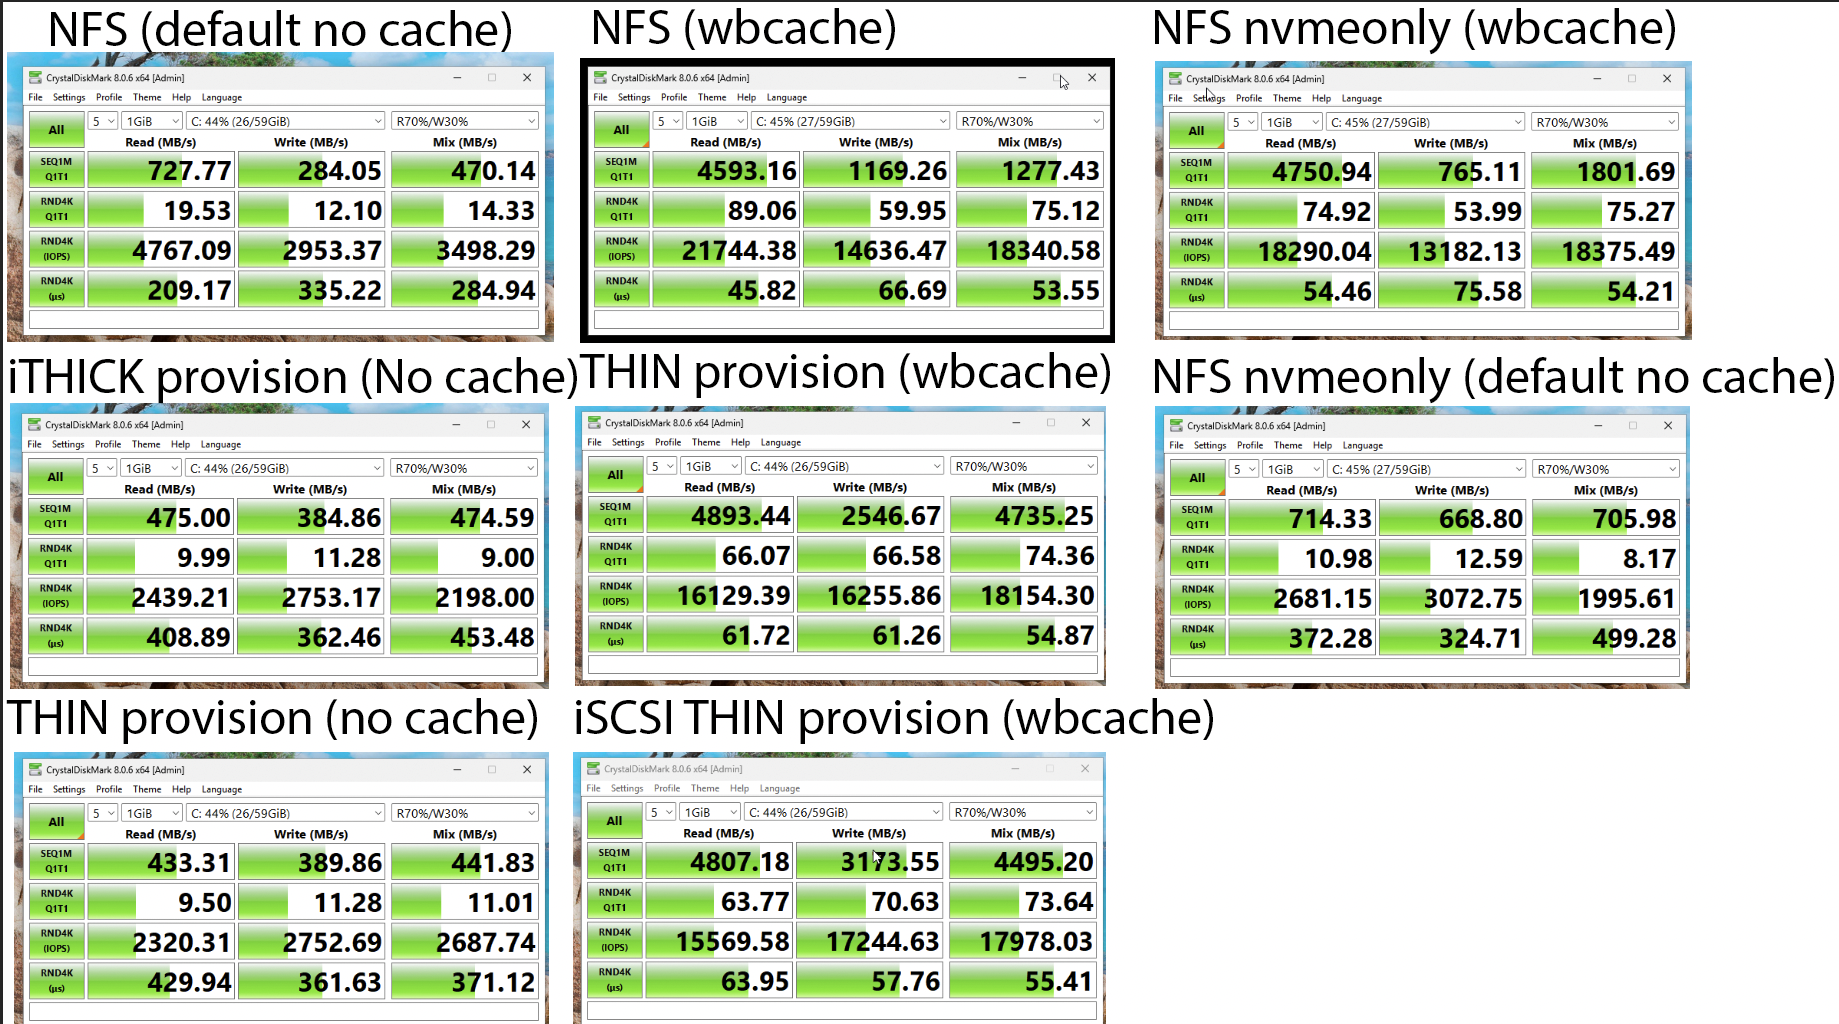 NFS (default no cache)
CrystalDiskMark 8.0.6 x64 [Admin]
File Settings Profile Theme Help Language
All 5 1GiB C: 44% (26/59GiB) R70%/W30%
Read (MB/s) Write (MB/s) Mix (MB/s)
SEQ1M Q1T1 727.77 284.05 470.14
RND4K Q1T1 19.53 12.10 14.33
RND4K (IOPS) 4767.09 2953.37 3498.29
RND4K (µs) 209.17 335.22 284.94
NFS (wbcache)
CrystalDiskMark 8.0.6 x64 [Admin]
File Settings Profile Theme Help Language
All 5 1GiB C: 45% (27/59GiB) R70%/W30%
Read (MB/s) Write (MB/s) Mix (MB/s)
SEQ1M Q1T1 4593.16 1169.26 1277.43
RND4K Q1T1 89.06 59.95 75.12
RND4K (IOPS) 21744.38 14636.47 18340.58
RND4K (µs) 45.82 66.69 53.55
NFS nvmeonly (wbcache)
CrystalDiskMark 8.0.6 x64 [Admin]
File Settings Profile Theme Help Language
All 5 1GiB C: 45% (27/59GiB) R70%/W30%
Read (MB/s) Write (MB/s) Mix (MB/s)
SEQ1M Q1T1 4750.94 765.11 1801.69
RND4K Q1T1 74.92 53.99 75.27
RND4K (IOPS) 18290.04 13182.13 18375.49
RND4K (µs) 54.46 75.58 54.21
iTHICK provision (No cache)
CrystalDiskMark 8.0.6 x64 [Admin]
File Settings Profile Theme Help Language
All 5 1GiB C: 44% (26/59GiB) R70%/W30%
Read (MB/s) Write (MB/s) Mix (MB/s)
SEQ1M Q1T1 475.00 384.86 474.59
RND4K Q1T1 9.99 11.28 9.00
RND4K (IOPS) 2439.21 2753.17 2198.00
RND4K (µs) 408.89 362.46 453.48
THIN provision (wbcache)
CrystalDiskMark 8.0.6 x64 [Admin]
File Settings Profile Theme Help Language
All 5 1GiB C: 44% (26/59GiB) R70%/W30%
Read (MB/s) Write (MB/s) Mix (MB/s)
SEQ1M Q1T1 4893.44 2546.67 4735.25
RND4K Q1T1 66.07 66.58 74.36
RND4K (IOPS) 16129.39 16255.86 18154.30
RND4K (µs) 61.72 61.26 54.87
NFS nvmeonly (default no cache)
CrystalDiskMark 8.0.6 x64 [Admin]
File Settings Profile Theme Help Language
All 5 1GiB C: 45% (27/59GiB) R70%/W30%
Read (MB/s) Write (MB/s) Mix (MB/s)
SEQ1M Q1T1 714.33 668.80 705.98
RND4K Q1T1 10.98 12.59 8.17
RND4K (IOPS) 2681.15 3072.75 1995.61
RND4K (µs) 372.28 324.71 499.28
THIN provision (no cache)
CrystalDiskMark 8.0.6 x64 [Admin]
File Settings Profile Theme Help Language
All 5 1GiB C: 44% (26/59GiB) R70%/W30%
Read (MB/s) Write (MB/s) Mix (MB/s)
SEQ1M Q1T1 433.31 389.86 441.83
RND4K Q1T1 9.50 11.28 11.01
RND4K (IOPS) 2320.31 2752.69 2687.74
RND4K (µs) 429.94 361.63 371.12
iSCSI THIN provision (wbcache)
CrystalDiskMark 8.0.6 x64 [Admin]
File Settings Profile Theme Help Language
All 5 1GiB C: 44% (26/59GiB) R70%/W30%
Read (MB/s) Write (MB/s) Mix (MB/s)
SEQ1M Q1T1 4807.18 3173.55 4495.20
RND4K Q1T1 63.77 70.63 73.64
RND4K (IOPS) 15569.58 17244.63 17978.03
RND4K (µs) 63.95 57.76 55.41